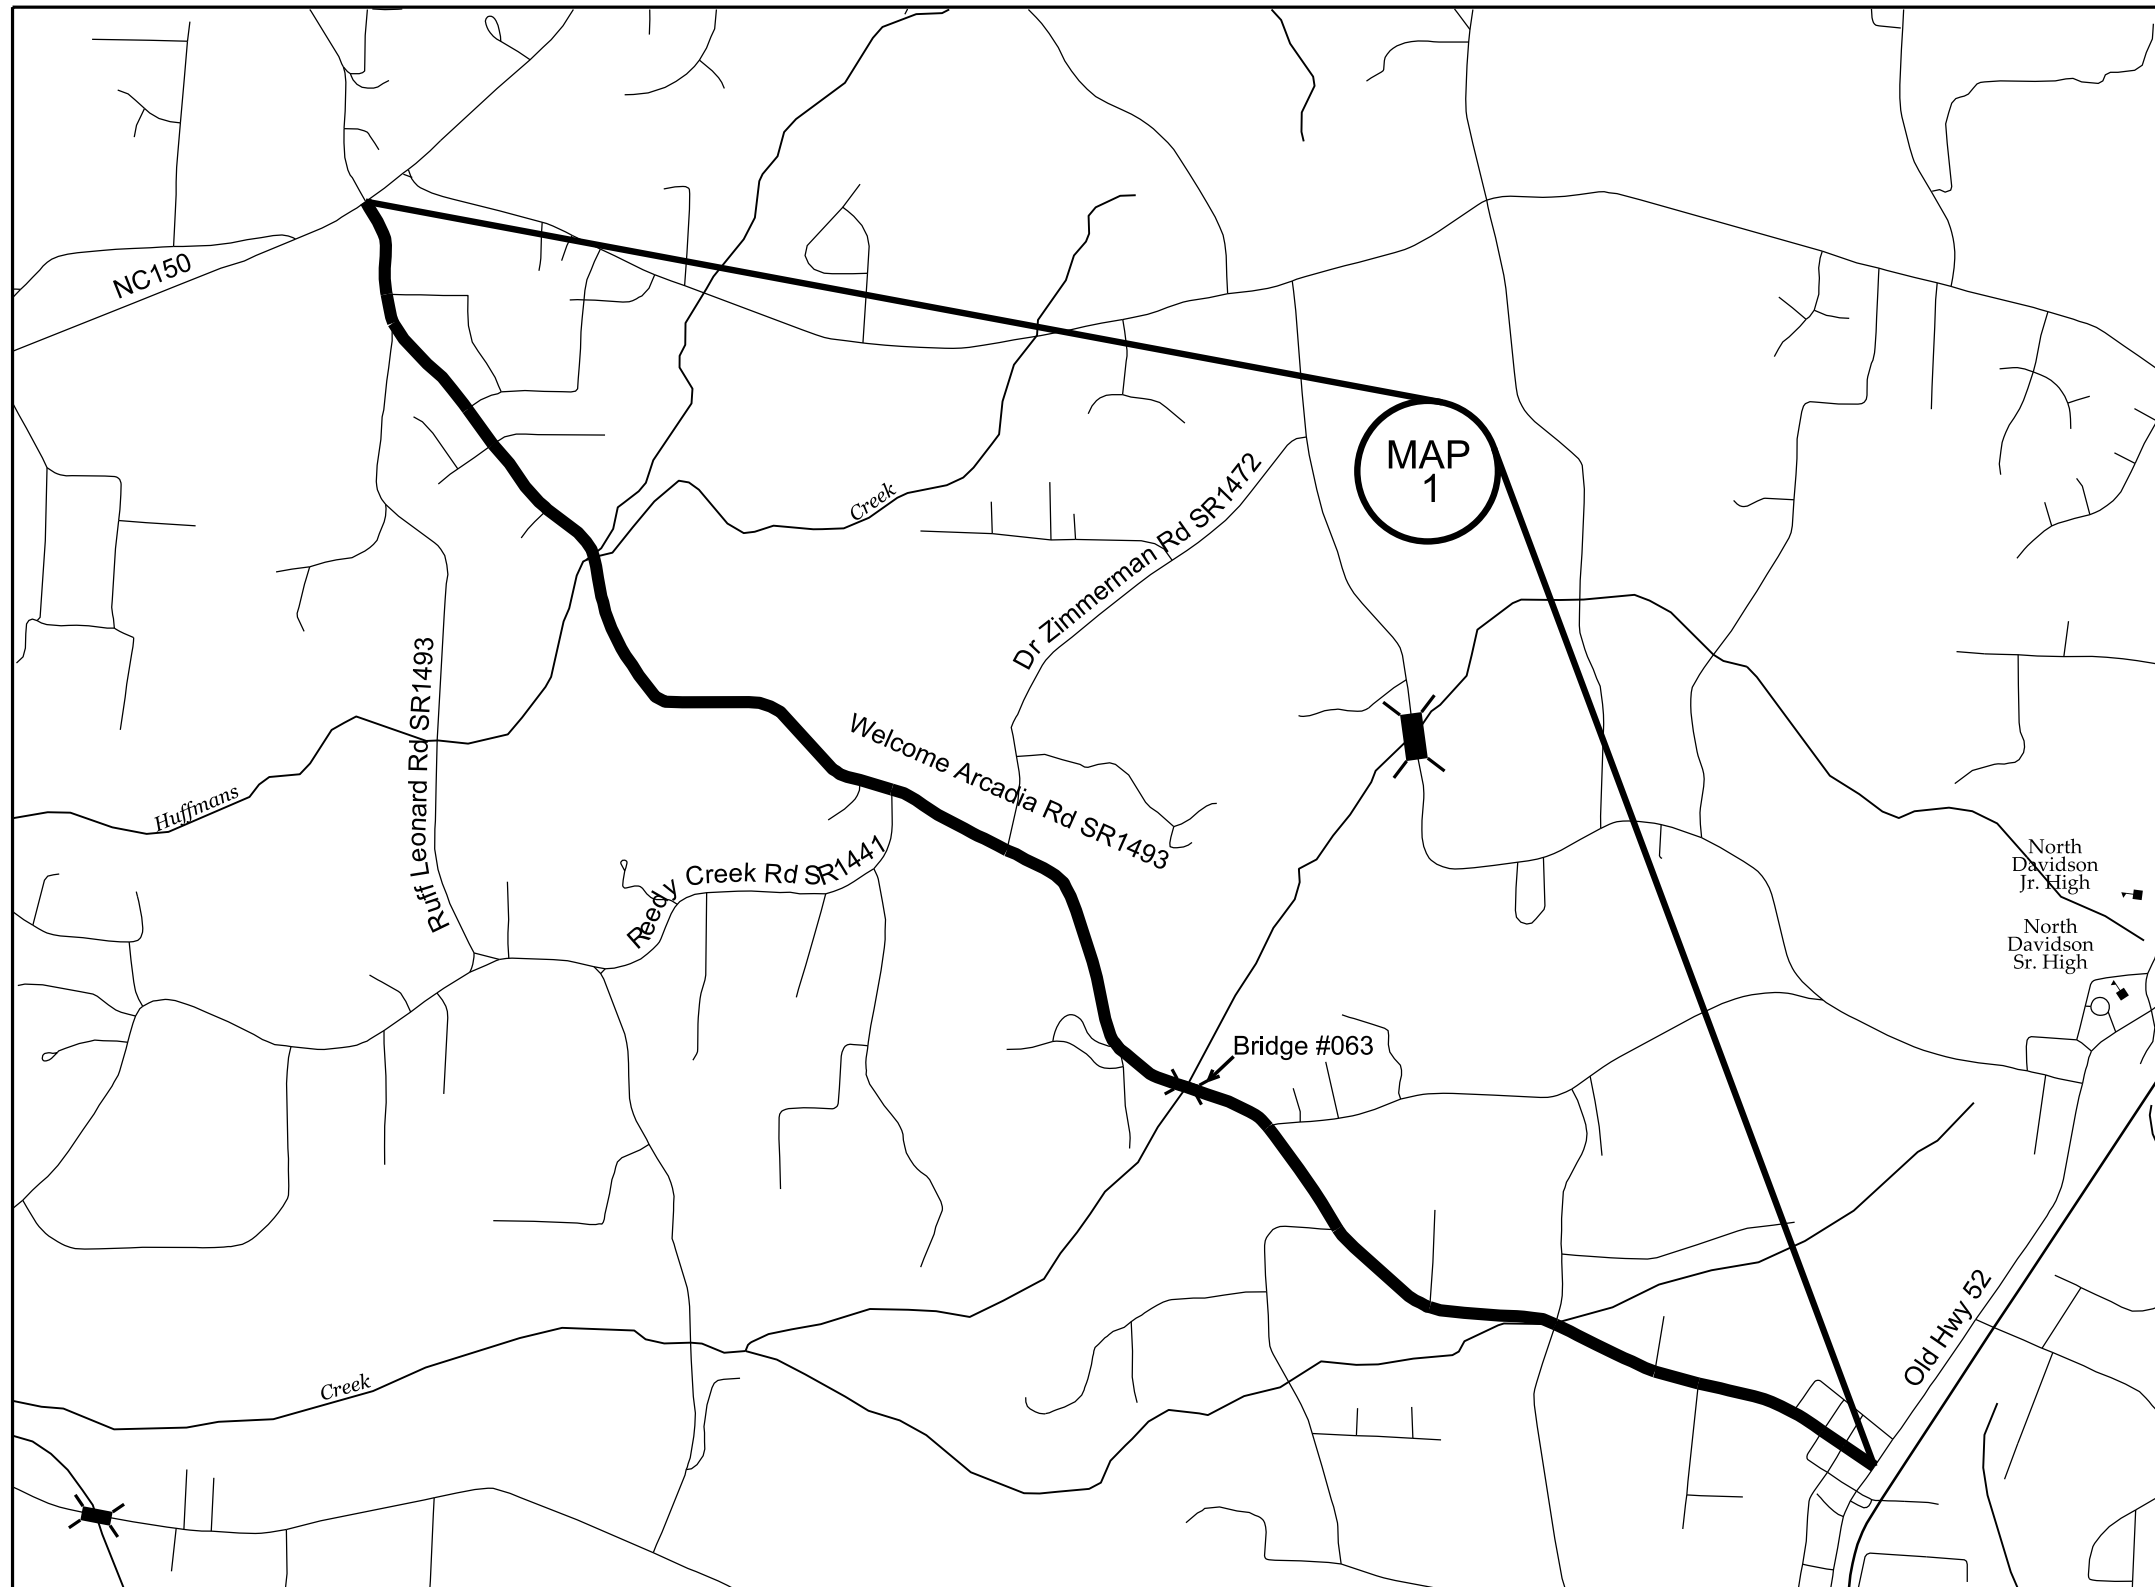 NC150
MAP
1
Creek
Dr Zimmerman Rd SR1472
Ruff Leonard Rd SR1493
Welcome Arcadia Rd SR1493
Huffmans
Reedy Creek Rd SR1441
North
Davidson
Jr. High
North
Davidson
Sr. High
Bridge #063
Old Hwy 52
Creek